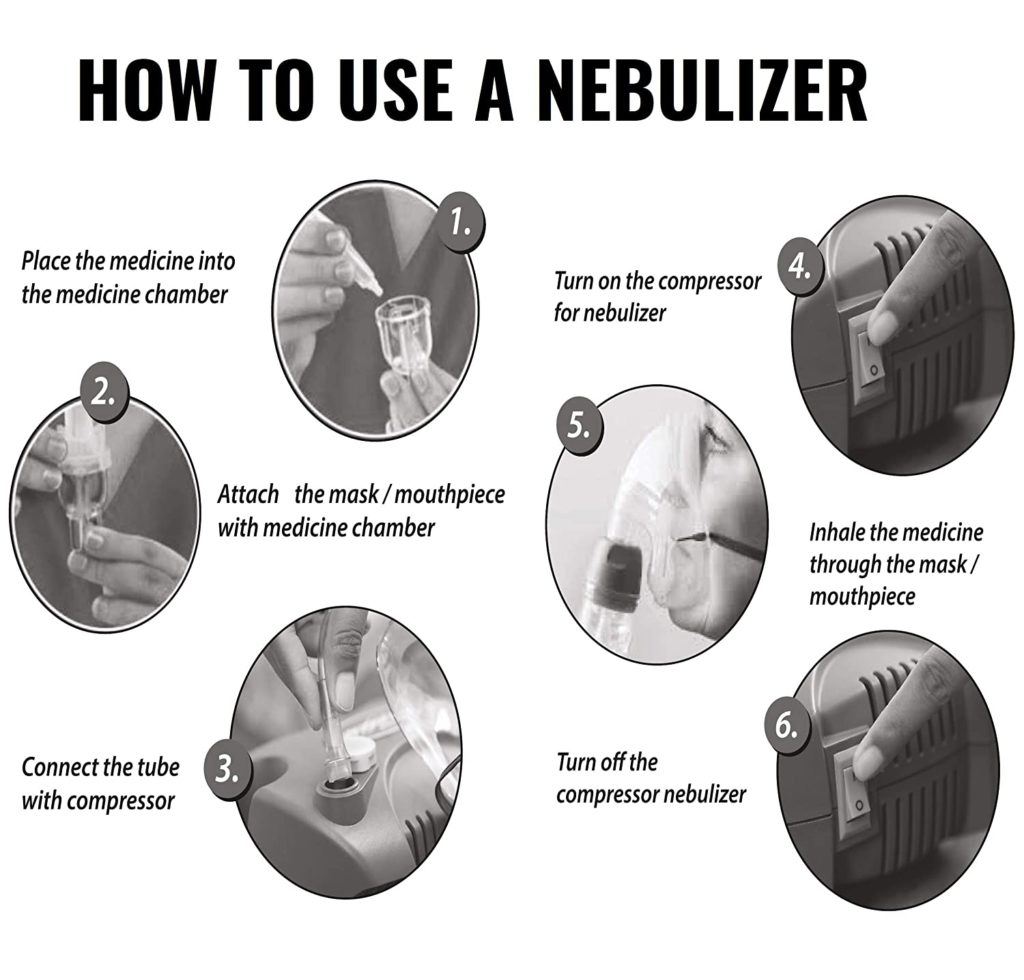 HOW TO USE A NEBULIZER
1.
Place the medicine into
the medicine chamber
2.
Attach the mask / mouthpiece
with medicine chamber
3.
Connect the tube
with compressor
4.
Turn on the compressor
for nebulizer
5.
Inhale the medicine
through the mask /
mouthpiece
6.
Turn off the
compressor nebulizer